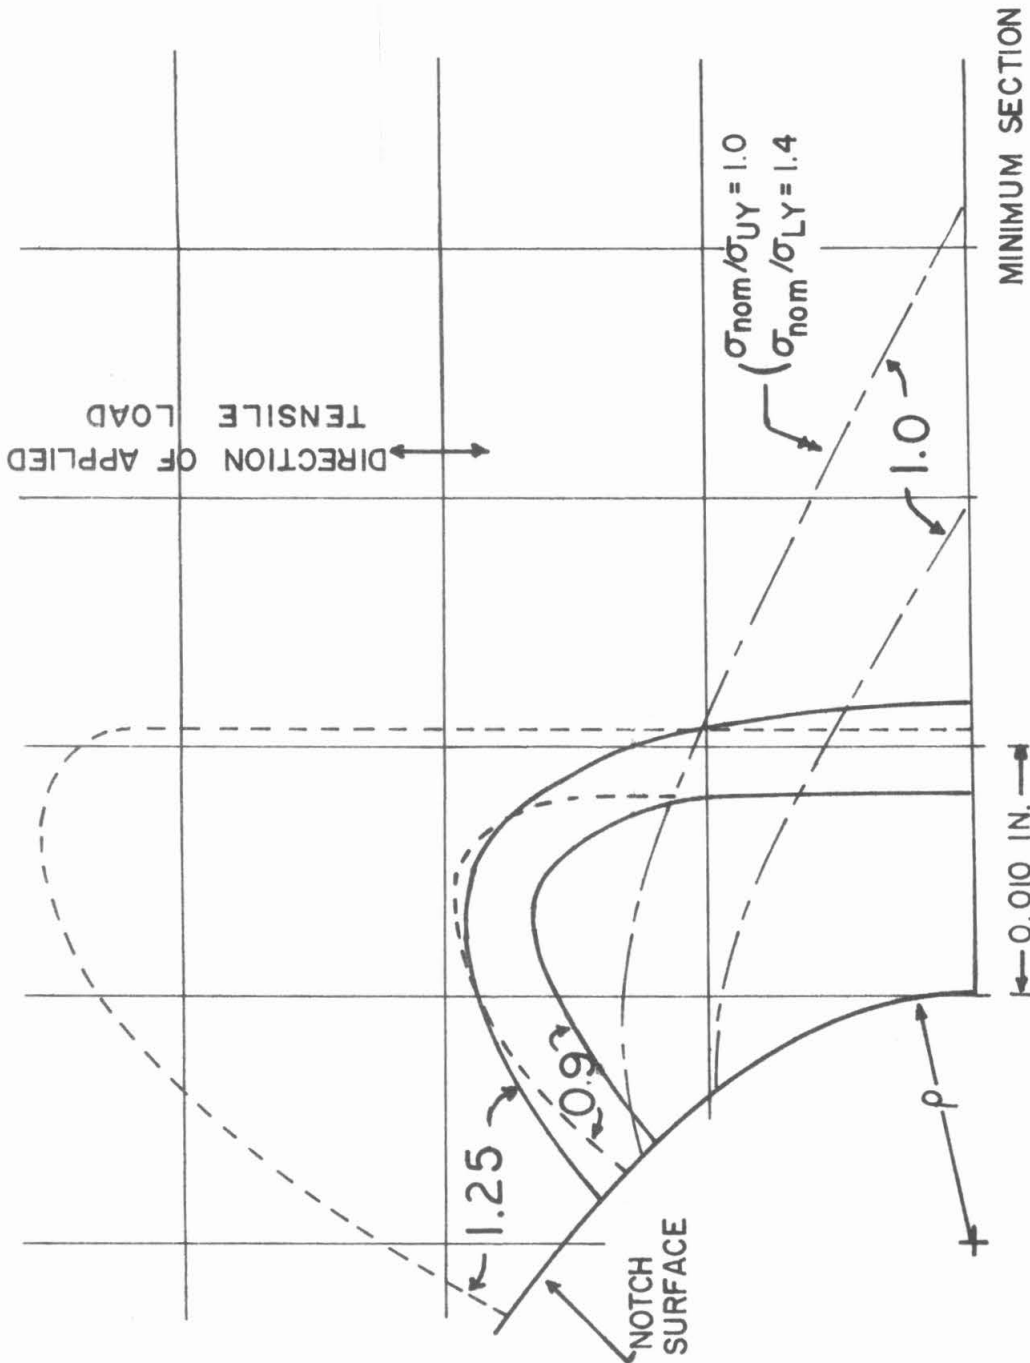 DIRECTION OF APPLIED
TENSILE LOAD
(σnom/σUY = 1.0
σnom/σLY = 1.4
1.0
1.25
0.9
NOTCH
SURFACE
ρ
0.010 IN.
MINIMUM SECTION